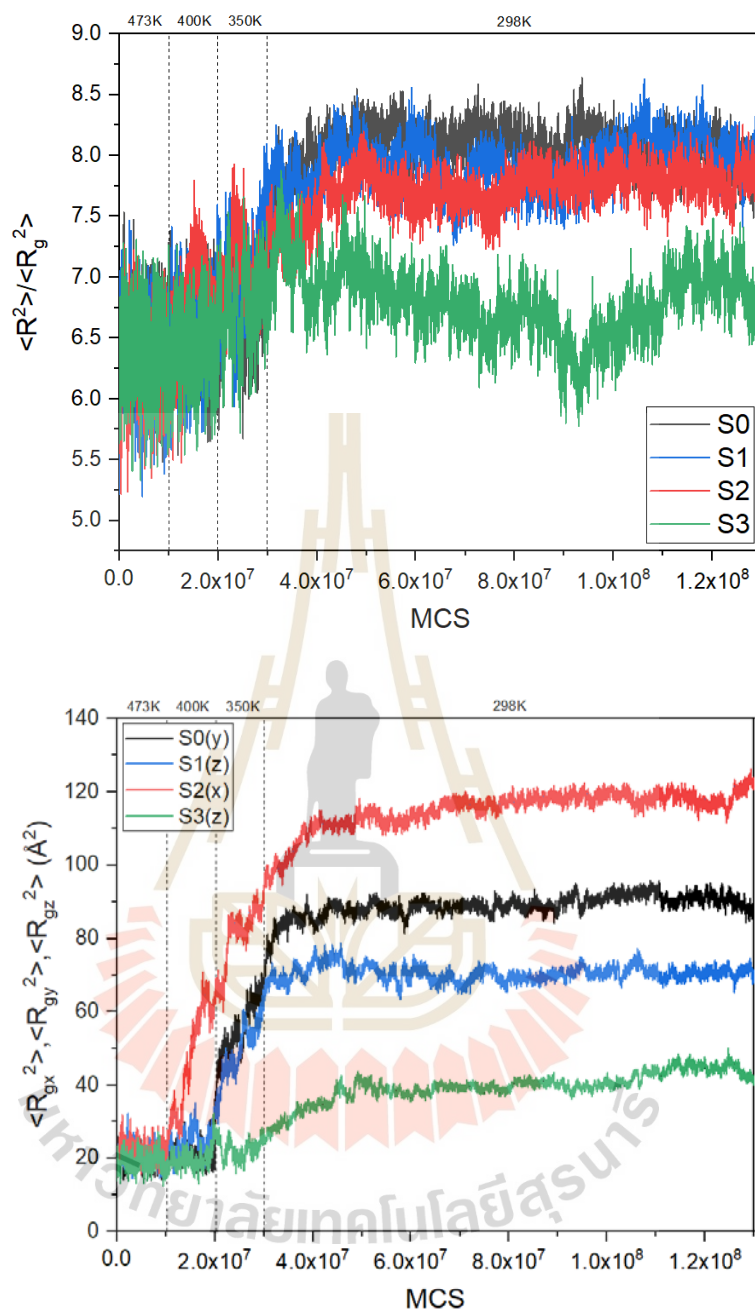 473K 400K 350K 298K
9.0
8.5
8.0
7.5
7.0
6.5
6.0
5.5
5.0
<R²>/<R_g²>
S0
S1
S2
S3
0.0 2.0x10⁷ 4.0x10⁷ 6.0x10⁷ 8.0x10⁷ 1.0x10⁸ 1.2x10⁸
MCS
473K 400K 350K 298K
140
120
100
80
60
40
20
0
<R_gx²>, <R_gy²>, <R_gz²> (Å²)
S0(y)
S1(z)
S2(x)
S3(z)
0.0 2.0x10⁷ 4.0x10⁷ 6.0x10⁷ 8.0x10⁷ 1.0x10⁸ 1.2x10⁸
MCS
มหาวิทยาลัยเทคโนโลยีสุรนารี